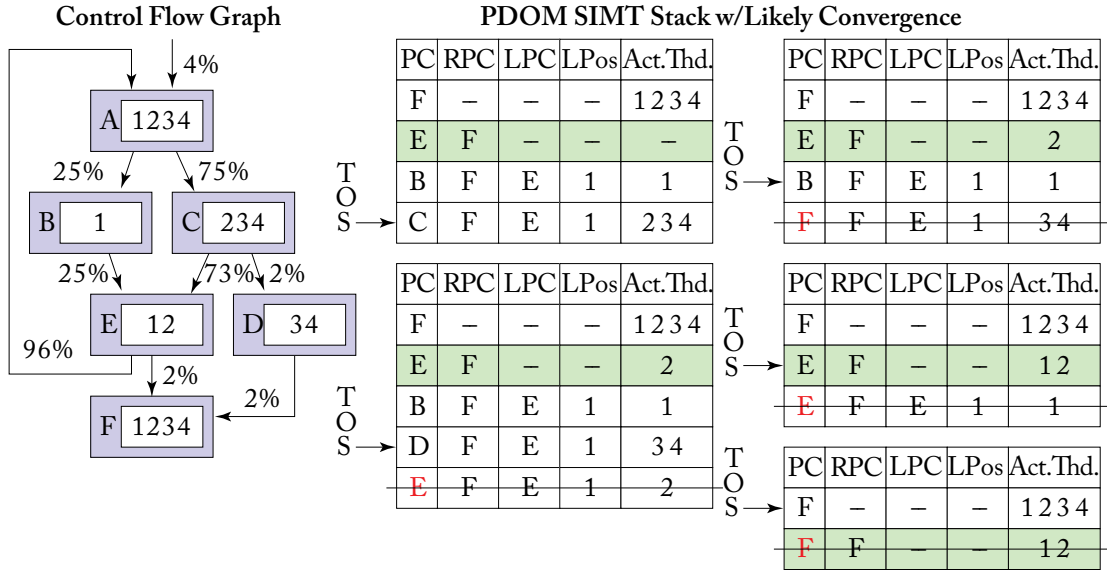 Control Flow Graph
4%
A 1234
25% 75%
B 1 C 234
25% 73% 2%
E 12 D 34
96%
2% 2%
F 1234
PDOM SIMT Stack w/Likely Convergence
PC RPC LPC LPos Act.Thd.
F – – – 1234
E F – – –
B F E 1 1
C F E 1 234
TOS
PC RPC LPC LPos Act.Thd.
F – – – 1234
E F – – 2
B F E 1 1
F F E 1 34
TOS
PC RPC LPC LPos Act.Thd.
F – – – 1234
E F – – 2
B F E 1 1
D F E 1 34
E F E 1 2
TOS
PC RPC LPC LPos Act.Thd.
F – – – 1234
E F – – 12
E F E 1 1
TOS
PC RPC LPC LPos Act.Thd.
F – – – 1234
F F – – 12
TOS